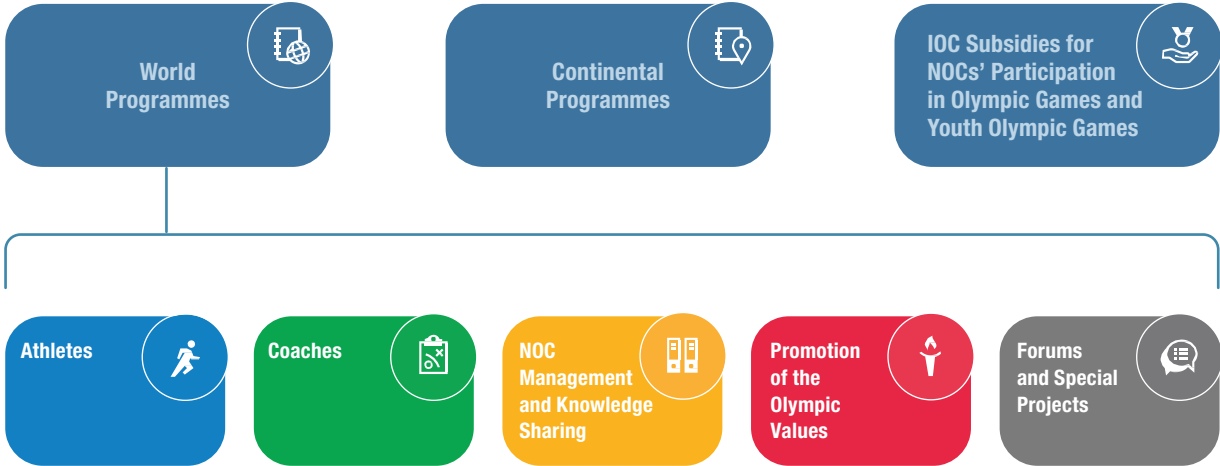 World
Programmes
Continental
Programmes
IOC Subsidies for
NOCs’ Participation
in Olympic Games and
Youth Olympic Games
Athletes
Coaches
NOC
Management
and Knowledge
Sharing
Promotion
of the
Olympic
Values
Forums
and Special
Projects